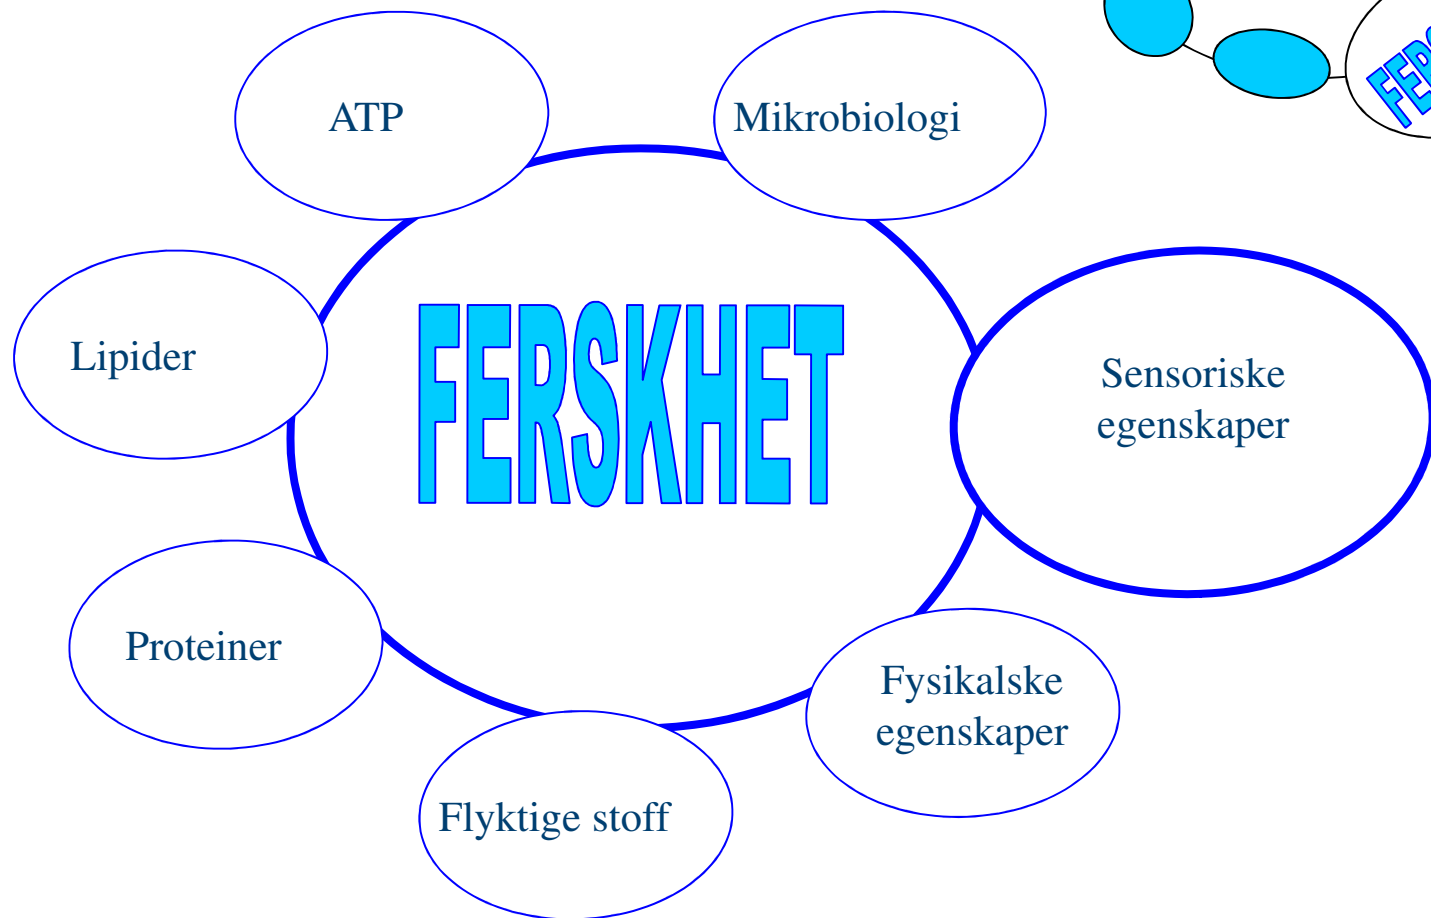 ATP
Mikrobiologi
FERSKHET
Lipider
Sensoriske
egenskaper
Proteiner
Fysikalske
egenskaper
Flyktige stoff